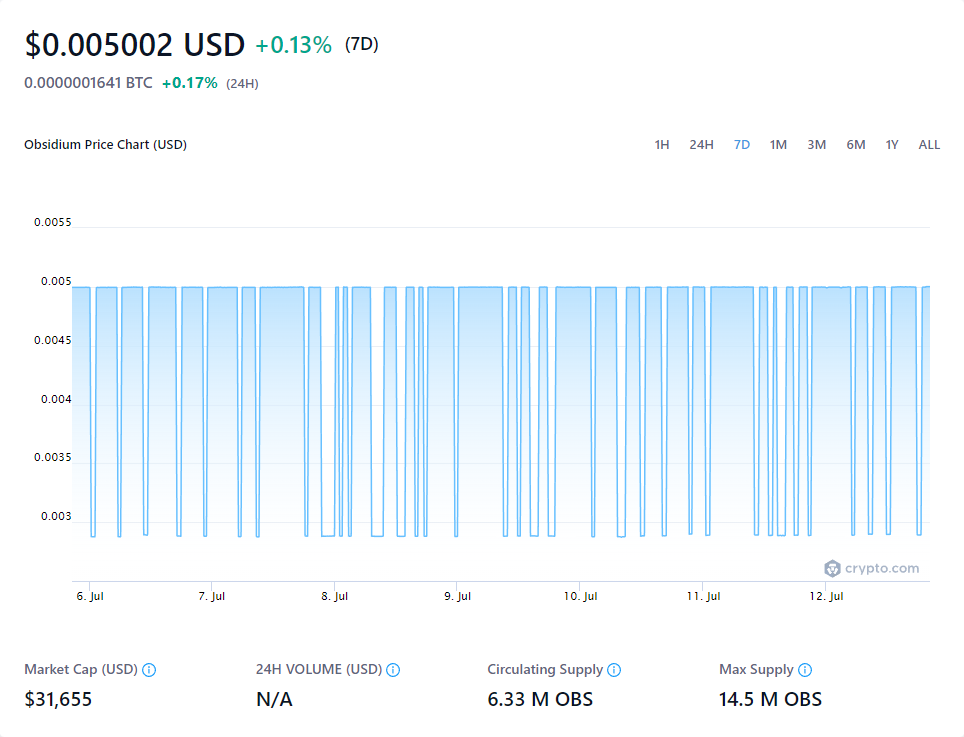 $0.005002 USD +0.13% (7D)
0.0000001641 BTC +0.17% (24H)
Obsidium Price Chart (USD) 1H 24H 7D 1M 3M 6M 1Y ALL
0.0055
0.005
0.0045
0.004
0.0035
0.003
crypto.com
6. Jul 7. Jul 8. Jul 9. Jul 10. Jul 11. Jul 12. Jul
Market Cap (USD) 24H VOLUME (USD) Circulating Supply Max Supply
$31,655 N/A 6.33 M OBS 14.5 M OBS